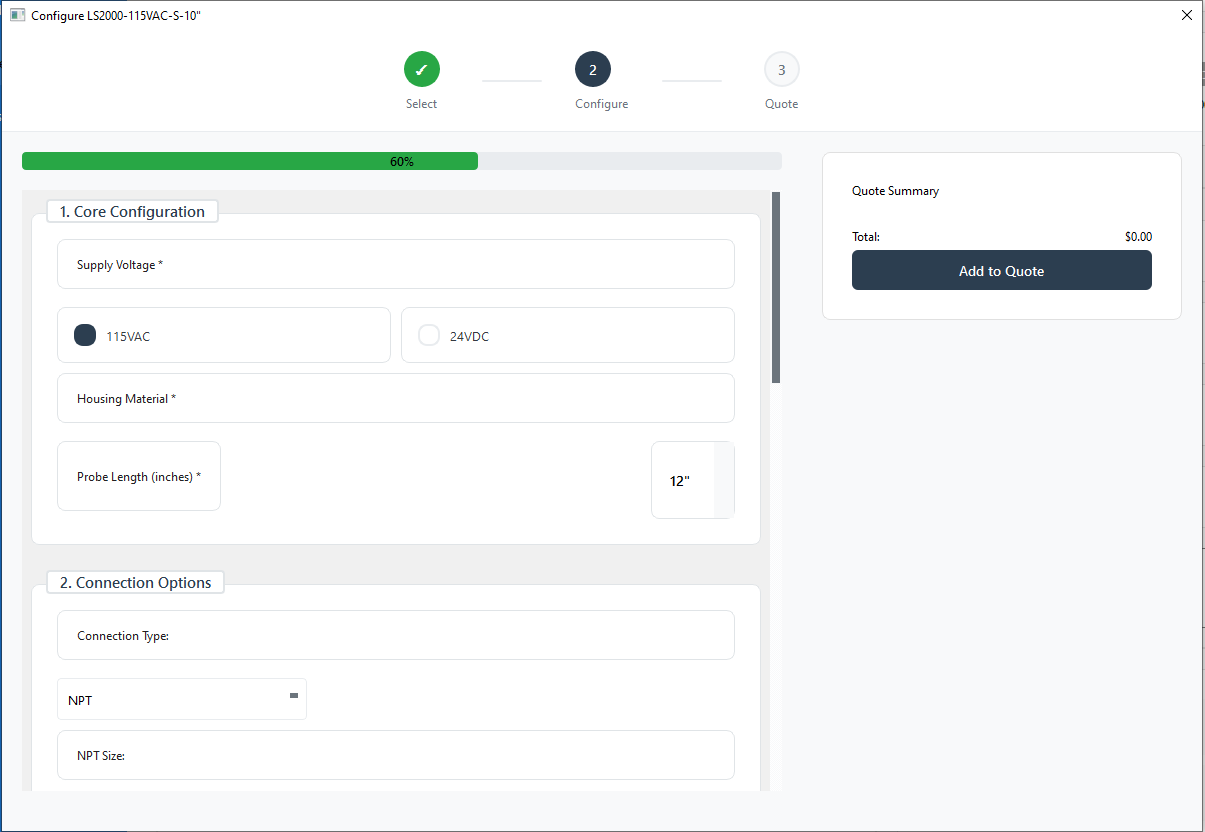 Configure LS2000-115VAC-S-10"
✓ 2 3
Select Configure Quote
60%
1. Core Configuration
Supply Voltage *
115VAC 24VDC
Housing Material *
Probe Length (inches) * 12"
2. Connection Options
Connection Type:
NPT
NPT Size:
Quote Summary
Total: $0.00
Add to Quote